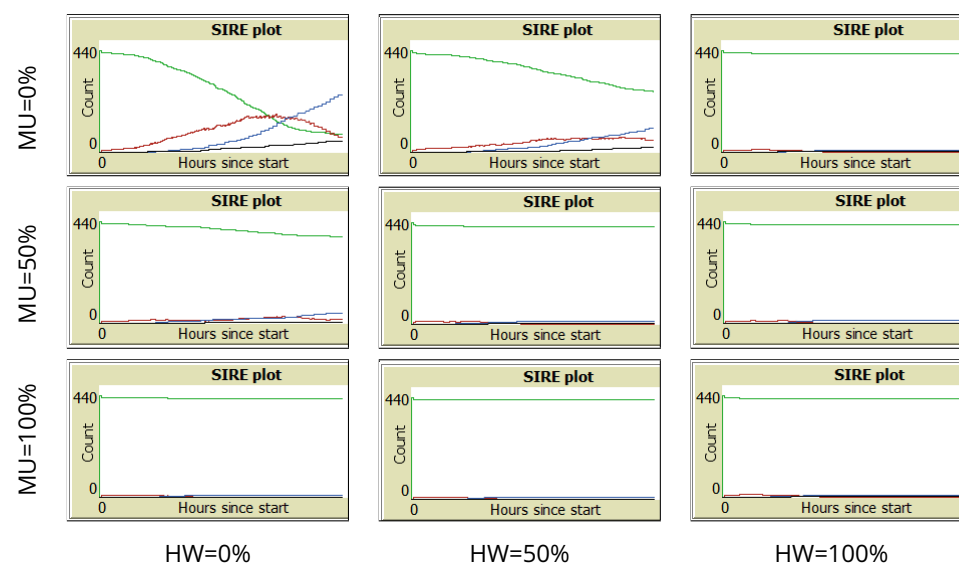 SIRE plot SIRE plot SIRE plot
MU=0%
440 440 440
Count Count Count
0 0 0
0 Hours since start 0 Hours since start 0 Hours since start
SIRE plot SIRE plot SIRE plot
MU=50%
440 440 440
Count Count Count
0 0 0
0 Hours since start 0 Hours since start 0 Hours since start
SIRE plot SIRE plot SIRE plot
MU=100%
440 440 440
Count Count Count
0 0 0
0 Hours since start 0 Hours since start 0 Hours since start
HW=0% HW=50% HW=100%